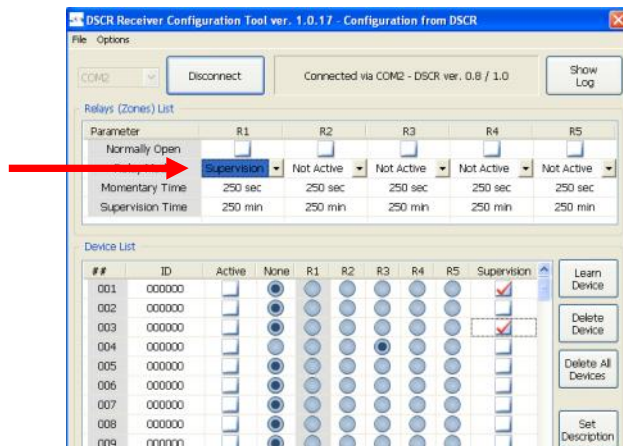 DSCR Receiver Configuration Tool ver. 1.0.17 - Configuration from DSCR
File Options
COM2 Disconnect Connected via COM2 - DSCR ver. 0.8 / 1.0 Show Log
Relays (Zones) List
Parameter R1 R2 R3 R4 R5
Normally Open
Supervision Not Active Not Active Not Active Not Active
Momentary Time 250 sec 250 sec 250 sec 250 sec 250 sec
Supervision Time 250 min 250 min 250 min 250 min 250 min
Device List
## ID Active None R1 R2 R3 R4 R5 Supervision Learn Device
001 000000
002 000000
003 000000 Delete Device
004 000000
005 000000 Delete All Devices
006 000000
007 000000
008 000000 Set Description
009 000000